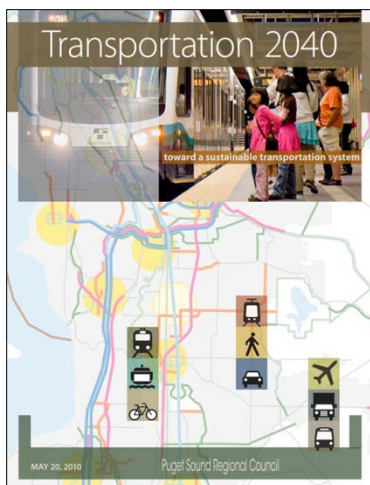 Transportation 2040
toward a sustainable transportation system
MAY 20, 2010
Puget Sound Regional Council